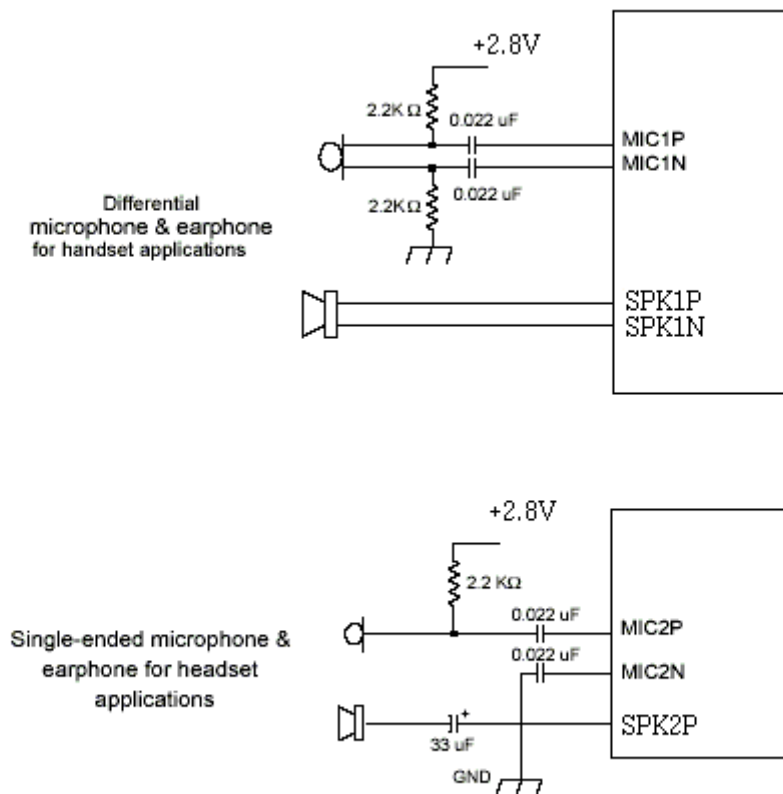 +2.8V
2.2K Ω
0.022 uF
MIC1P
MIC1N
0.022 uF
2.2KΩ
Differential
microphone & earphone
for handset applications
SPK1P
SPK1N
+2.8V
2.2 KΩ
0.022 uF
MIC2P
0.022 uF
MIC2N
Single-ended microphone &
earphone for headset
applications
+
SPK2P
33 uF
GND